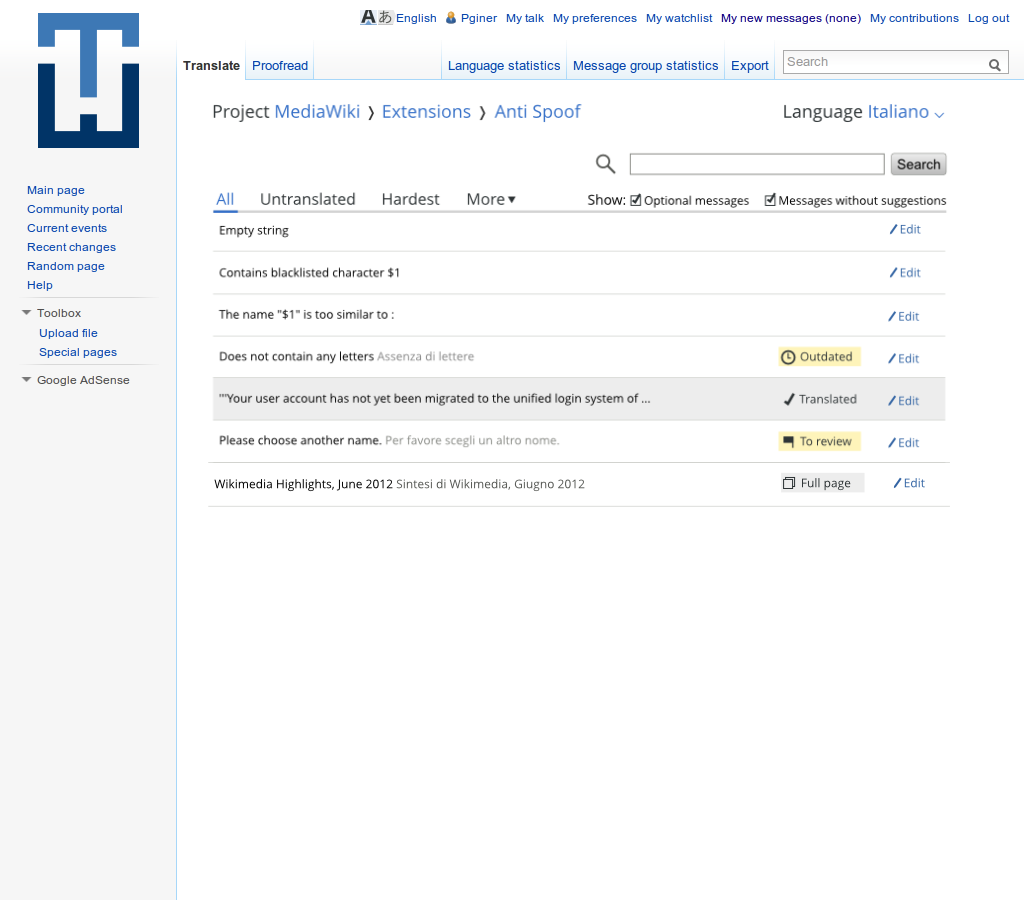 Aあ English Pginer My talk My preferences My watchlist My new messages (none) My contributions Log out
Translate Proofread Language statistics Message group statistics Export Search
Project MediaWiki ❭ Extensions ❭ Anti Spoof Language Italiano
Search
Main page
Community portal
Current events
Recent changes
Random page
Help
Toolbox
Upload file
Special pages
Google AdSense
All Untranslated Hardest More ▾ Show: Optional messages Messages without suggestions
Empty string Edit
Contains blacklisted character $1 Edit
The name "$1" is too similar to : Edit
Does not contain any letters Assenza di lettere Outdated Edit
'''Your user account has not yet been migrated to the unified login system of ... Translated Edit
Please choose another name. Per favore scegli un altro nome. To review Edit
Wikimedia Highlights, June 2012 Sintesi di Wikimedia, Giugno 2012 Full page Edit